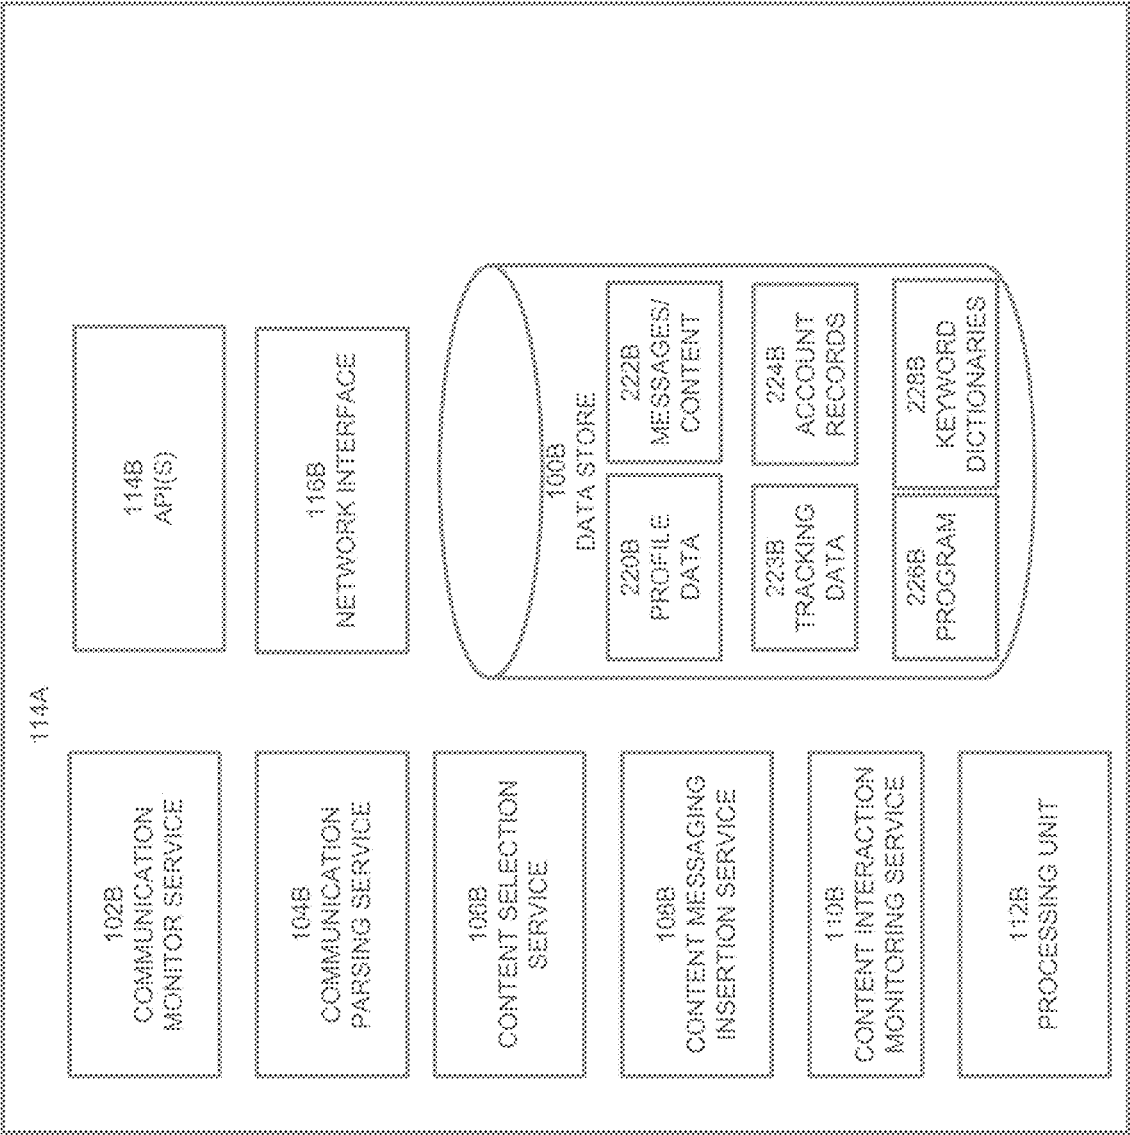 114A
102B
COMMUNICATION
MONITOR SERVICE
104B
COMMUNICATION
PARSING SERVICE
106B
CONTENT SELECTION
SERVICE
108B
CONTENT MESSAGING
INSERTION SERVICE
110B
CONTENT INTERACTION
MONITORING SERVICE
112B
PROCESSING UNIT
114B
API(S)
116B
NETWORK INTERFACE
100B
DATA STORE
220B
PROFILE
DATA
222B
MESSAGES/
CONTENT
223B
TRACKING
DATA
224B
ACCOUNT
RECORDS
226B
PROGRAM
228B
KEYWORD
DICTIONARIES